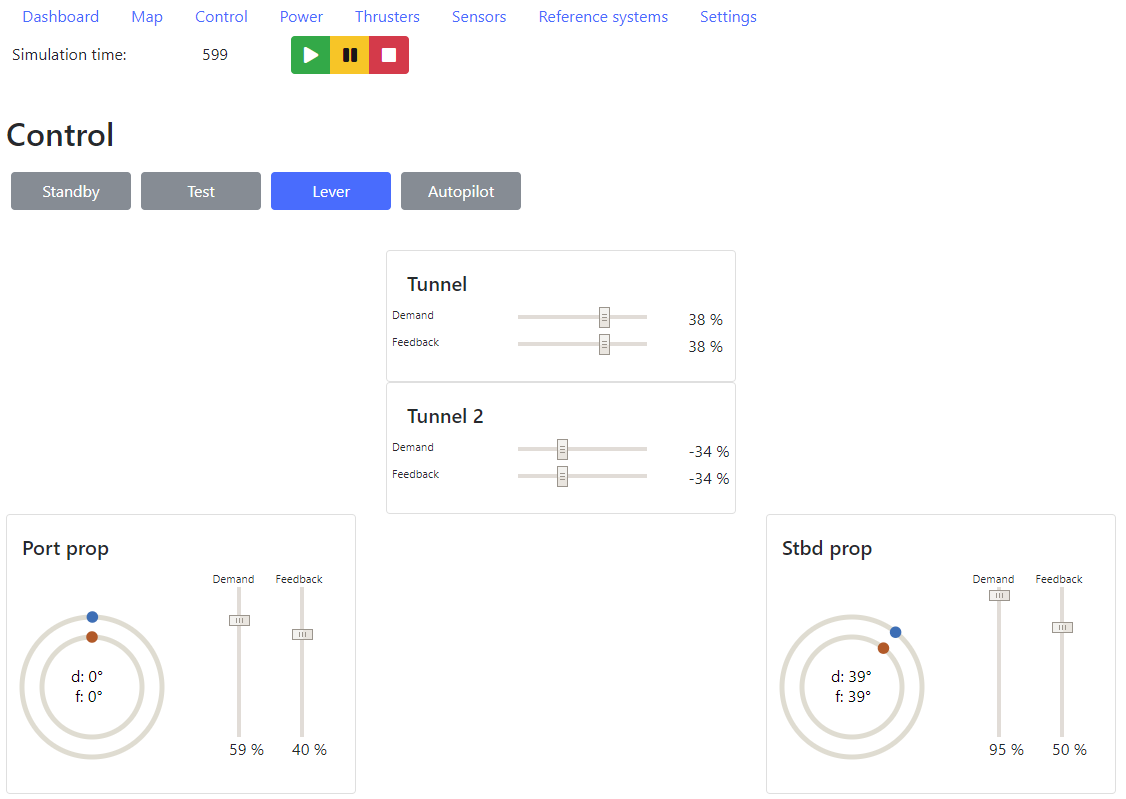 Dashboard Map Control Power Thrusters Sensors Reference systems Settings
Simulation time: 599
Control
Standby Test Lever Autopilot
Tunnel
Demand 38 %
Feedback 38 %
Tunnel 2
Demand -34 %
Feedback -34 %
Port prop
Demand Feedback
d: 0°
f: 0°
59 % 40 %
Stbd prop
Demand Feedback
d: 39°
f: 39°
95 % 50 %